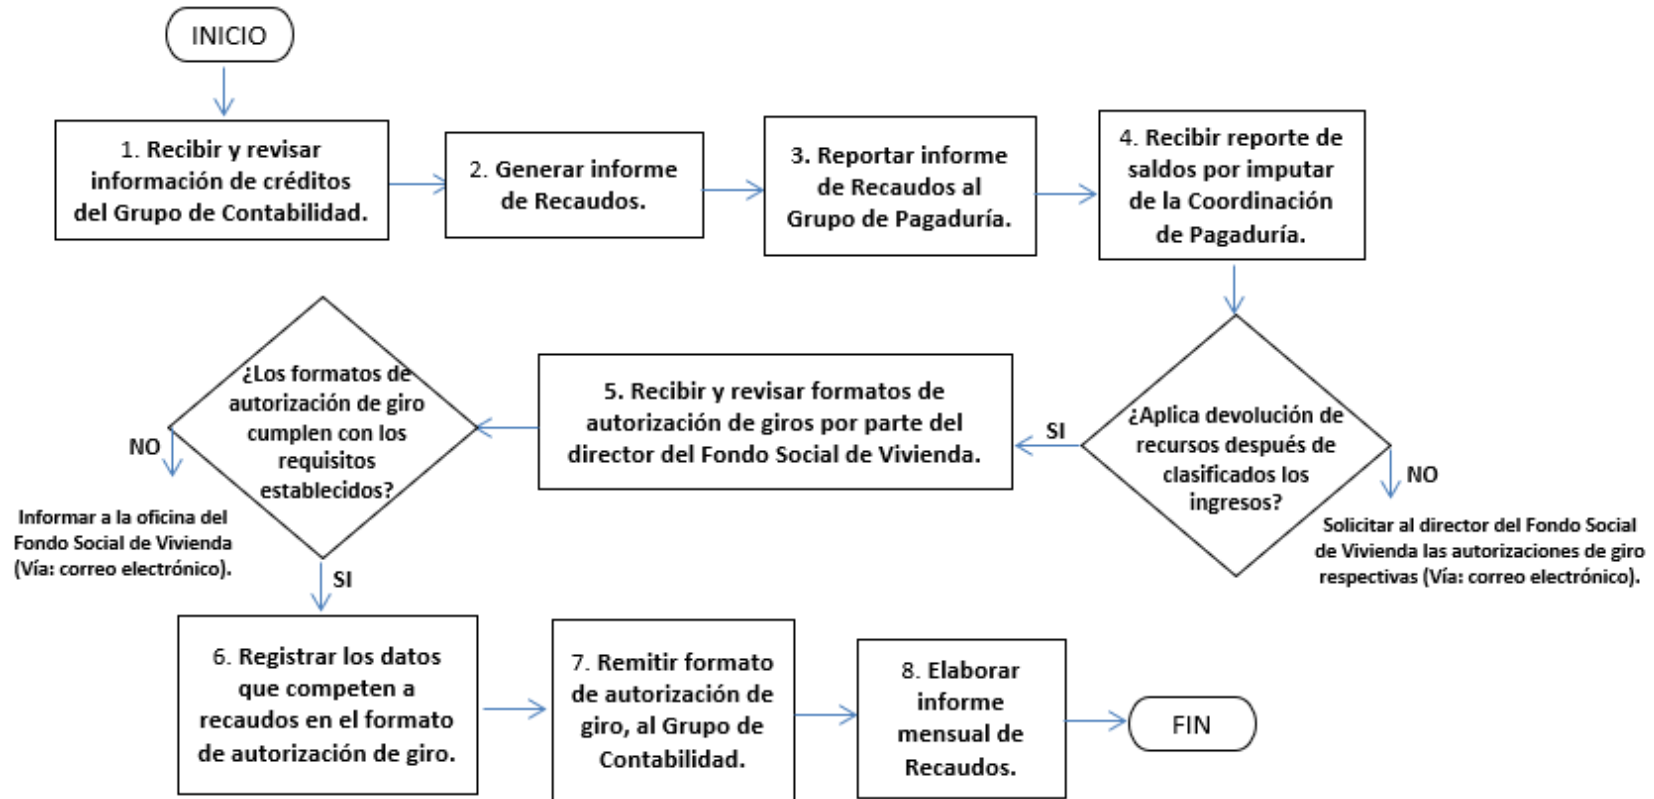 INICIO
1. Recibir y revisar
información de créditos
del Grupo de Contabilidad.
2. Generar informe
de Recaudos.
3. Reportar informe
de Recaudos al
Grupo de Pagaduría.
4. Recibir reporte de
saldos por imputar
de la Coordinación
de Pagaduría.
¿Aplica devolución de
recursos después de
clasificados los
ingresos?
SI
NO
Solicitar al director del Fondo Social
de Vivienda las autorizaciones de giro
respectivas (Vía: correo electrónico).
5. Recibir y revisar formatos de
autorización de giros por parte del
director del Fondo Social de Vivienda.
¿Los formatos de
autorización de giro
cumplen con los
requisitos
establecidos?
NO
Informar a la oficina del
Fondo Social de Vivienda
(Vía: correo electrónico).
SI
6. Registrar los datos
que competen a
recaudos en el formato
de autorización de giro.
7. Remitir formato
de autorización de
giro, al Grupo de
Contabilidad.
8. Elaborar
informe
mensual de
Recaudos.
FIN